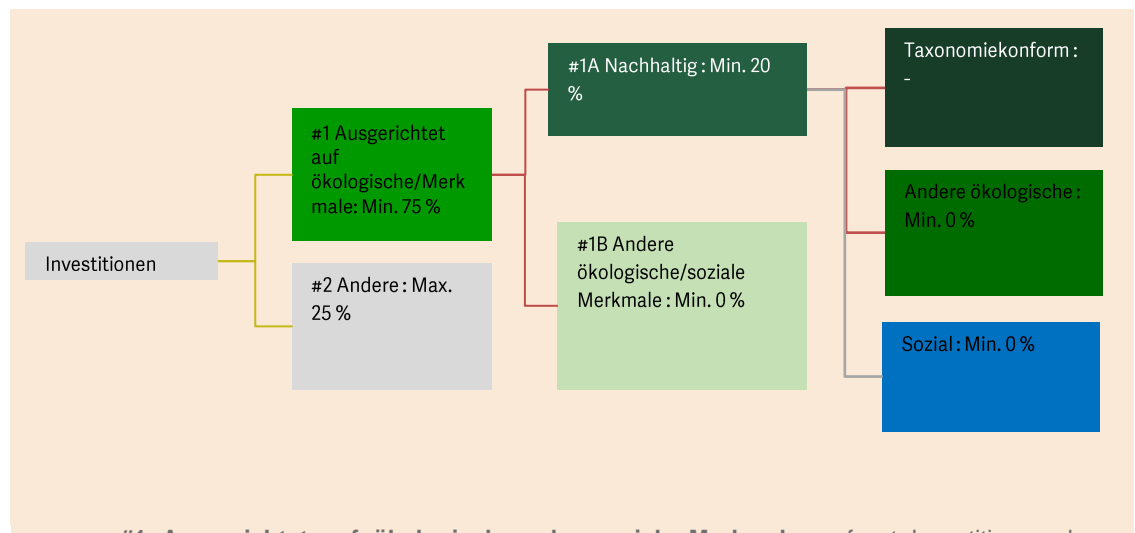 Investitionen
#1 Ausgerichtet
auf
ökologische/Merk
male: Min. 75 %
#2 Andere : Max.
25 %
#1A Nachhaltig : Min. 20
%
#1B Andere
ökologische/soziale
Merkmale : Min. 0 %
Taxonomiekonform :
-
Andere ökologische :
Min. 0 %
Sozial : Min. 0 %